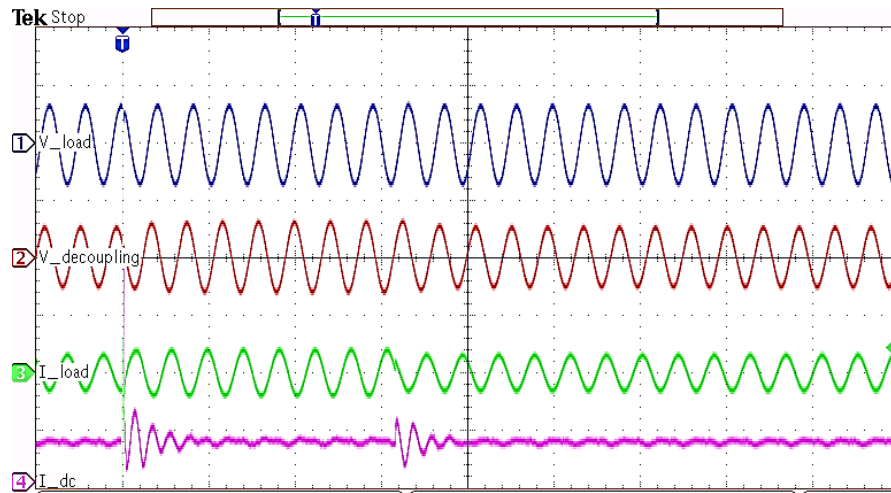 Tek Stop
T
T
1 V_load
2 V_decoupling
3 I_load
4 I_dc